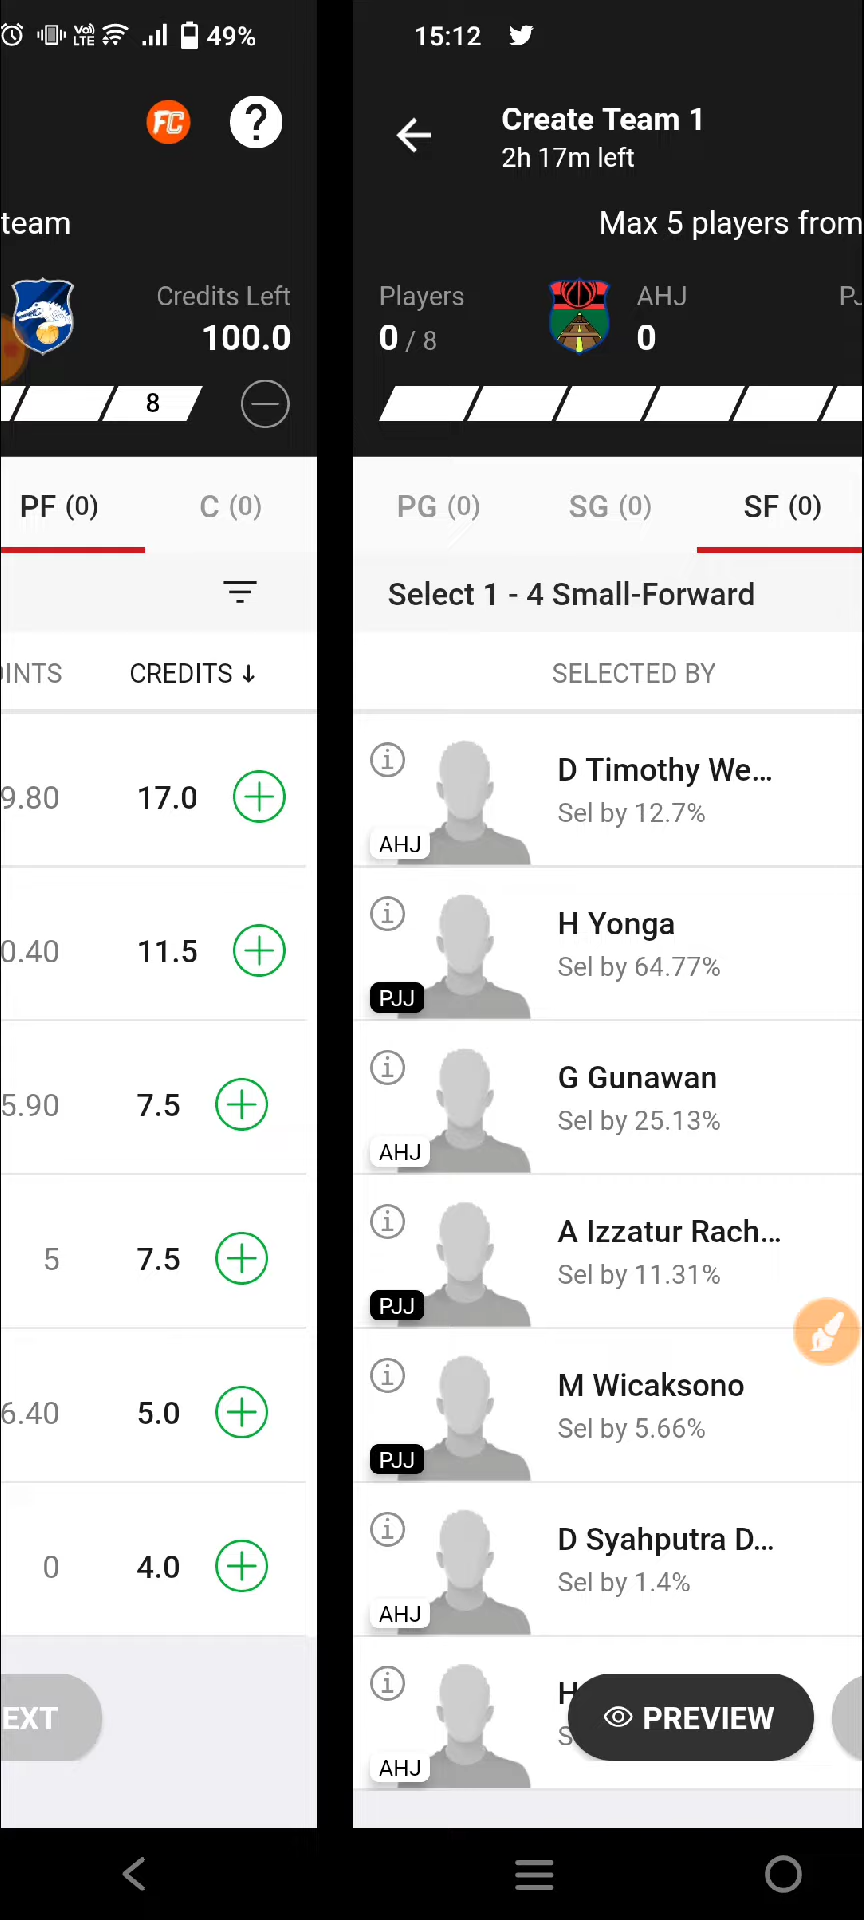 VoD LTE 49%
FC ?
team
Credits Left
100.0
8
PF (0) C (0)
CREDITS ↓
9.80 17.0
0.40 11.5
5.90 7.5
5 7.5
6.40 5.0
0 4.0
15:12
Create Team 1
2h 17m left
Max 5 players from
Players AHJ
0 / 8 0
PG (0) SG (0) SF (0)
Select 1 - 4 Small-Forward
SELECTED BY
D Timothy We...
Sel by 12.7%
AHJ
H Yonga
Sel by 64.77%
PJJ
G Gunawan
Sel by 25.13%
AHJ
A Izzatur Rach...
Sel by 11.31%
PJJ
M Wicaksono
Sel by 5.66%
PJJ
D Syahputra D...
Sel by 1.4%
AHJ
H
PREVIEW
AHJ